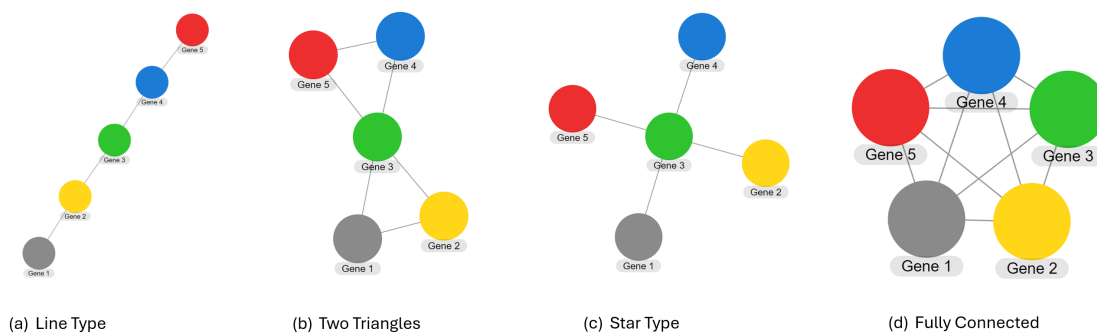 Gene 5
Gene 4
Gene 3
Gene 2
Gene 1
(a) Line Type
Gene 4
Gene 5
Gene 3
Gene 2
Gene 1
(b) Two Triangles
Gene 4
Gene 5
Gene 3
Gene 2
Gene 1
(c) Star Type
Gene 4
Gene 5
Gene 3
Gene 1
Gene 2
(d) Fully Connected